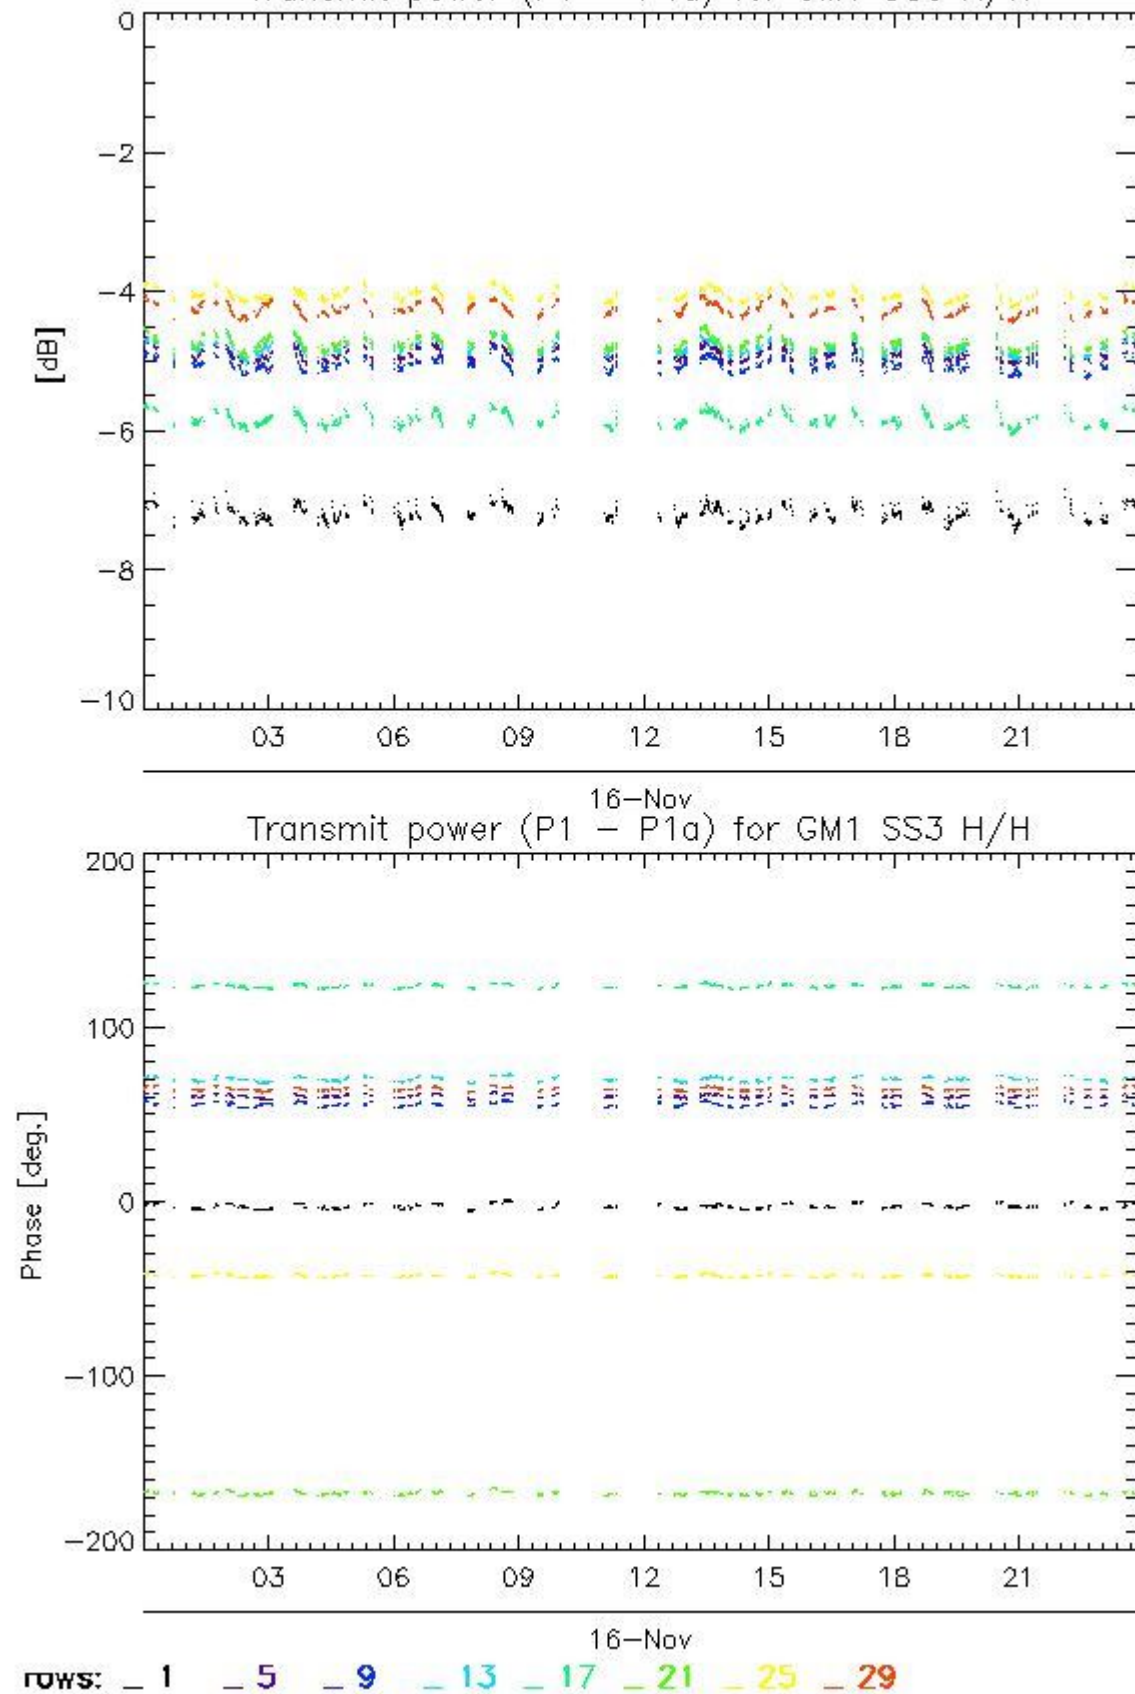 0
-2
-4
[dB]
-6
-8
-10
03 06 09 12 15 18 21
16-Nov
Transmit power (P1 - P1a) for GM1 SS3 H/H
200
100
Phase [deg.]
0
-100
-200
03 06 09 12 15 18 21
16-Nov
rows: _ 1 _ 5 _ 9 _ 13 _ 17 _ 21 _ 25 _ 29